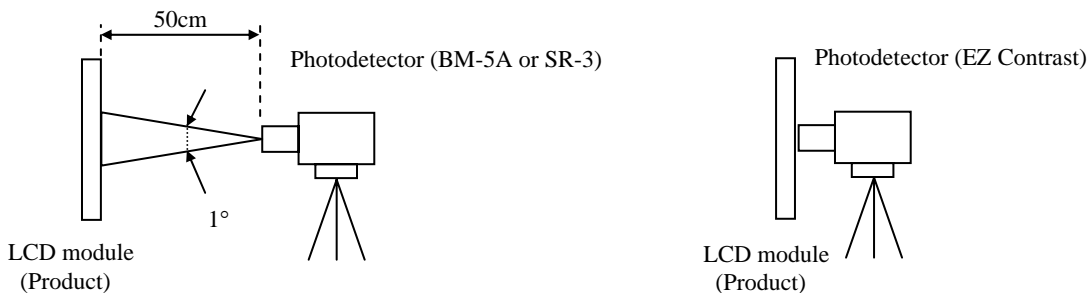 50cm
Photodetector (BM-5A or SR-3)
1°
LCD module
(Product)
Photodetector (EZ Contrast)
LCD module
(Product)